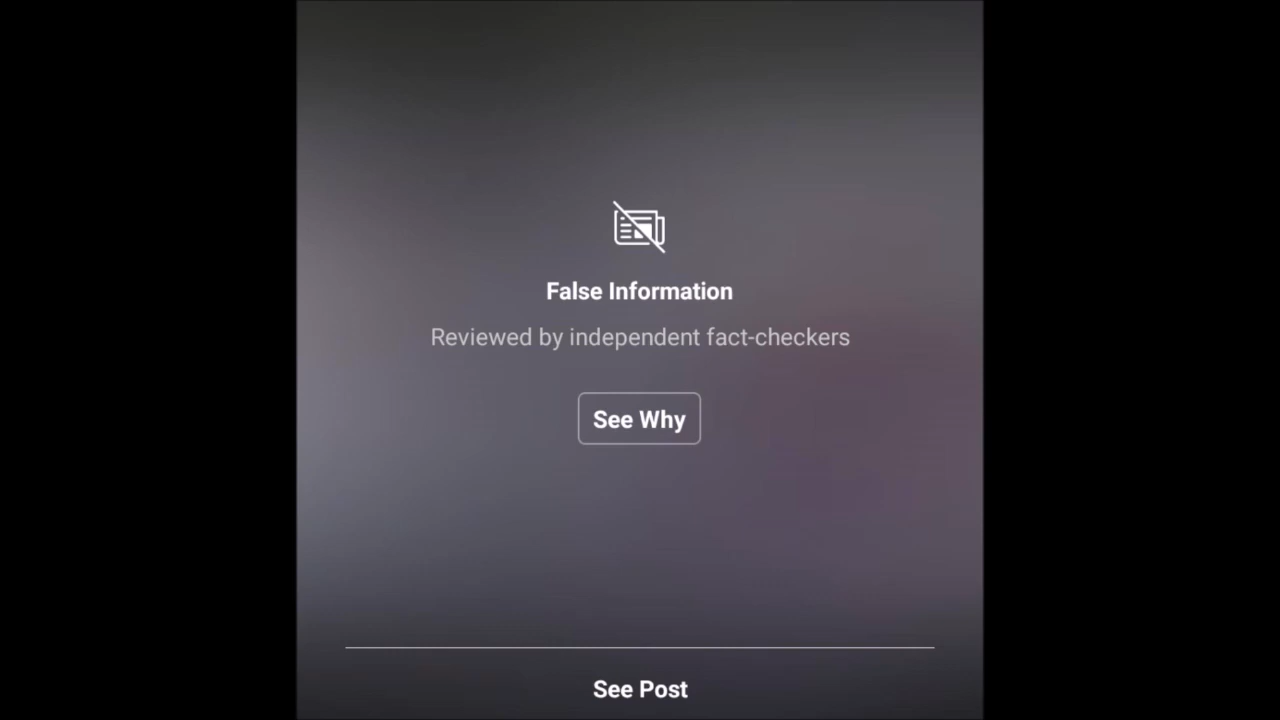 False Information
Reviewed by independent fact-checkers
See Why
See Post